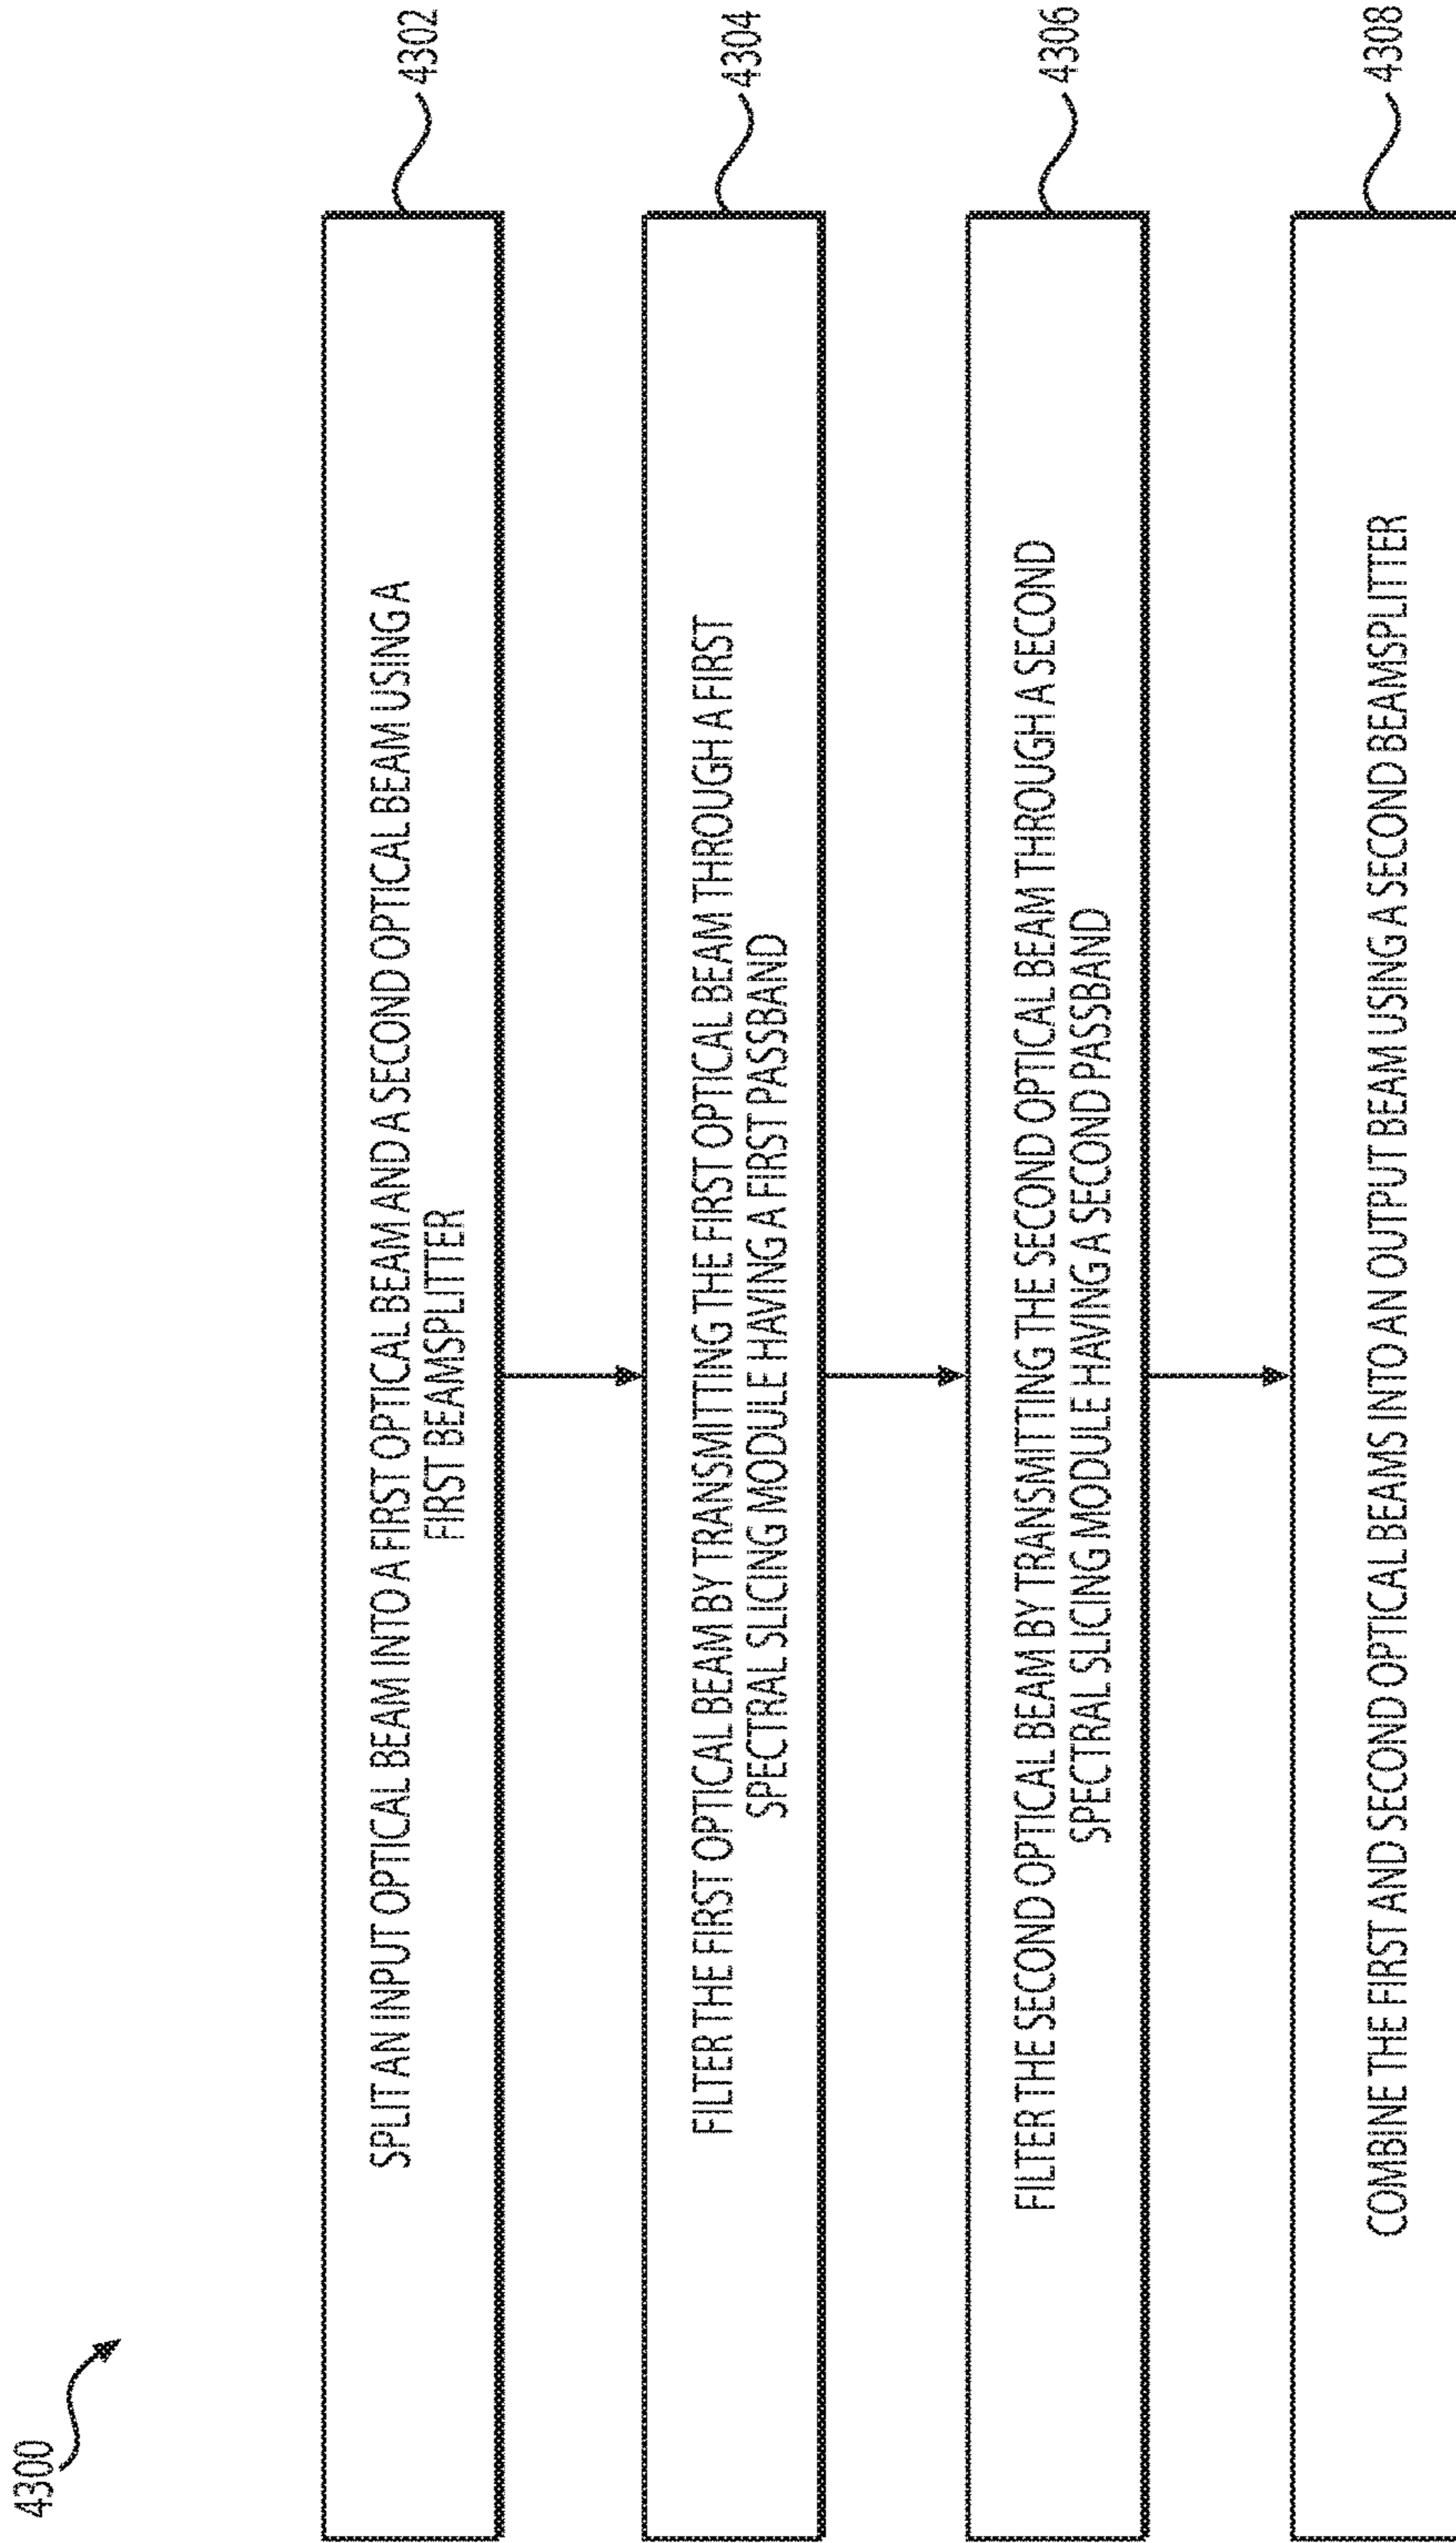 4300
SPLIT AN INPUT OPTICAL BEAM INTO A FIRST OPTICAL BEAM AND A SECOND OPTICAL BEAM USING A
FIRST BEAMSPLITTER
4302
FILTER THE FIRST OPTICAL BEAM BY TRANSMITTING THE FIRST OPTICAL BEAM THROUGH A FIRST
SPECTRAL SLICING MODULE HAVING A FIRST PASSBAND
4304
FILTER THE SECOND OPTICAL BEAM BY TRANSMITTING THE SECOND OPTICAL BEAM THROUGH A SECOND
SPECTRAL SLICING MODULE HAVING A SECOND PASSBAND
4306
COMBINE THE FIRST AND SECOND OPTICAL BEAMS INTO AN OUTPUT BEAM USING A SECOND BEAMSPLITTER
4308